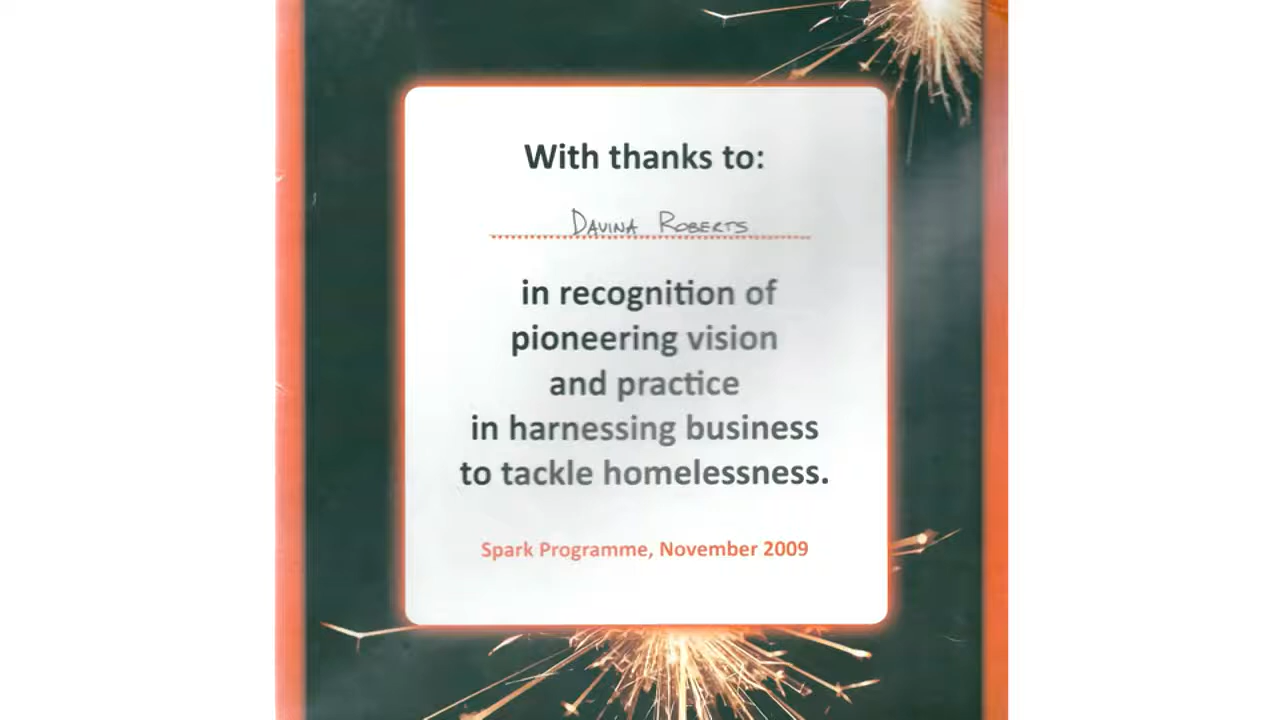 With thanks to:
DAVINA ROBERTS
in recognition of
pioneering vision
and practice
in harnessing business
to tackle homelessness.
Spark Programme, November 2009